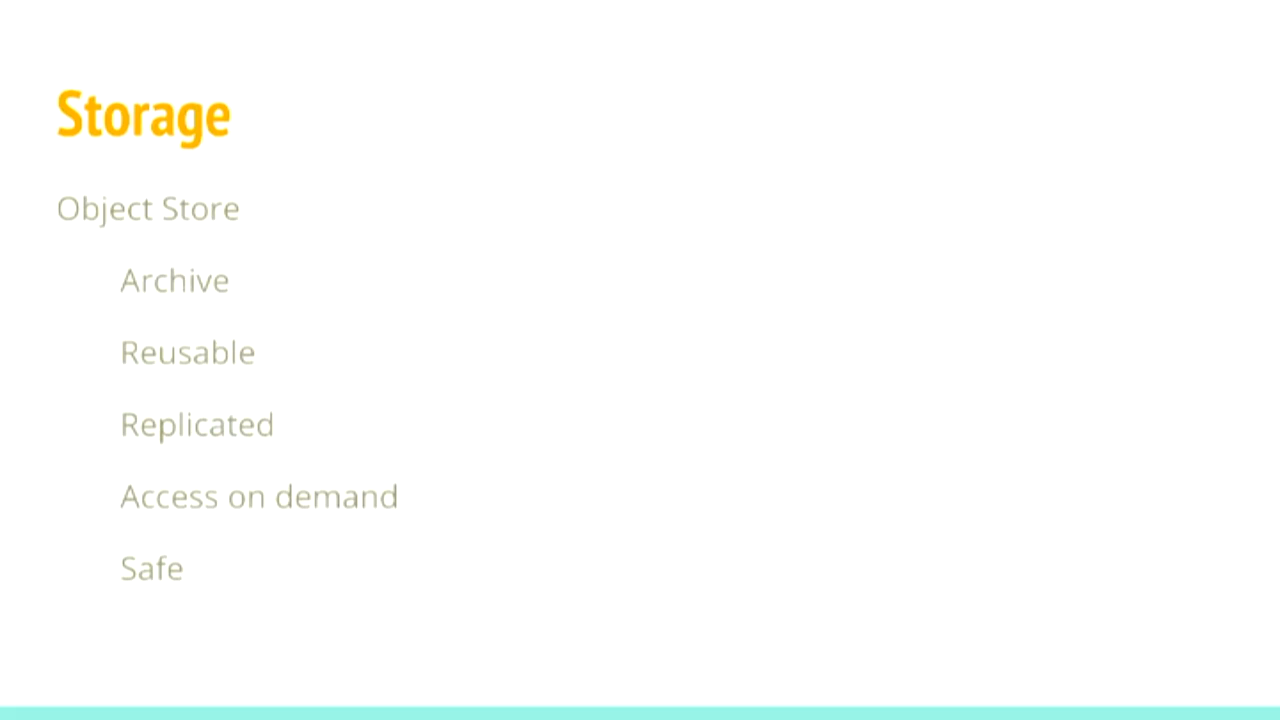 Storage
Object Store
Archive
Reusable
Replicated
Access on demand
Safe